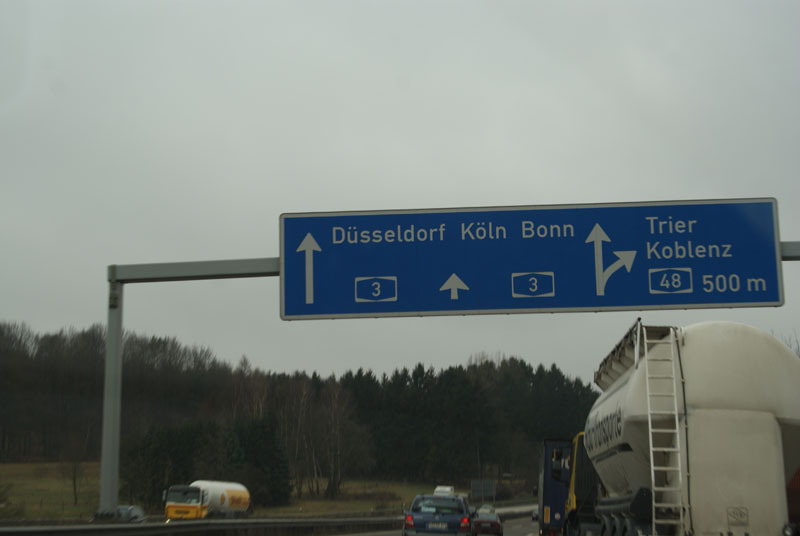 Düsseldorf Köln Bonn
3
3
Trier
Koblenz
48 500 m